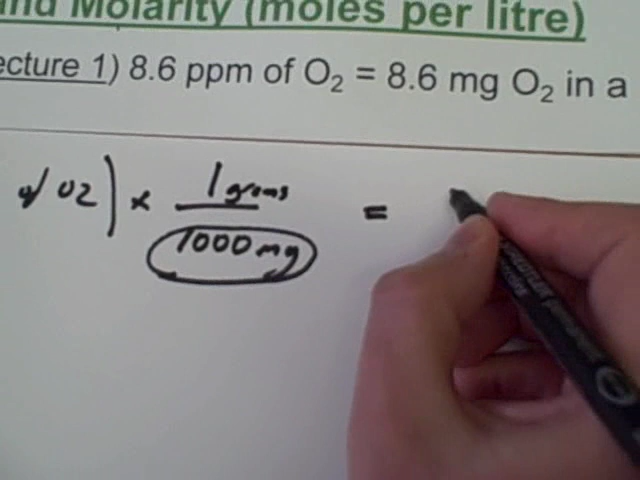 and Molarity (moles per litre)
ecture 1) 8.6 ppm of O₂ = 8.6 mg O₂ in a
O2) × 1 grams =
1000 mg